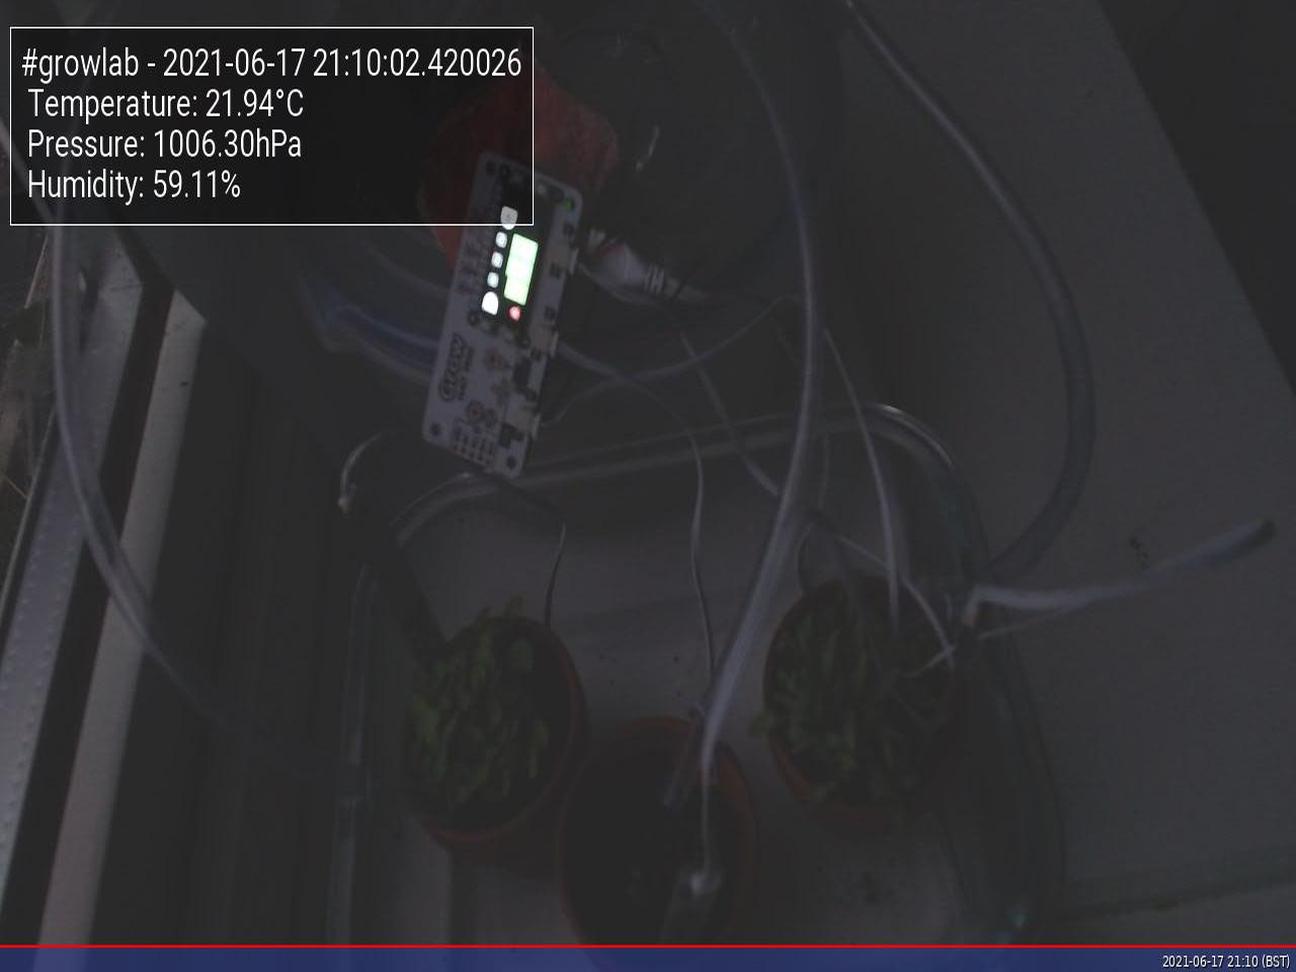 #growlab - 2021-06-17 21:10:02.420026
Temperature: 21.94°C
Pressure: 1006.30hPa
Humidity: 59.11%
GROW
2021-06-17 21:10 (BST)